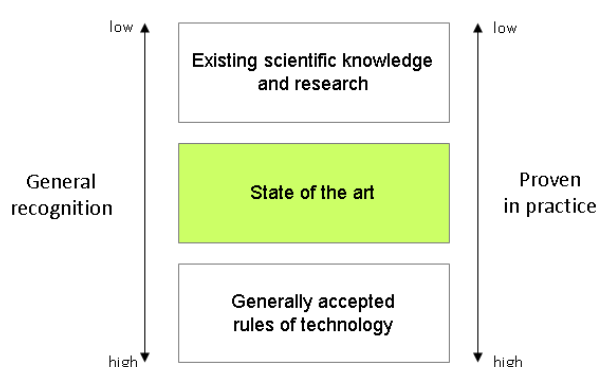 low
low
Existing scientific knowledge
and research
General
recognition
State of the art
Proven
in practice
Generally accepted
rules of technology
high
high